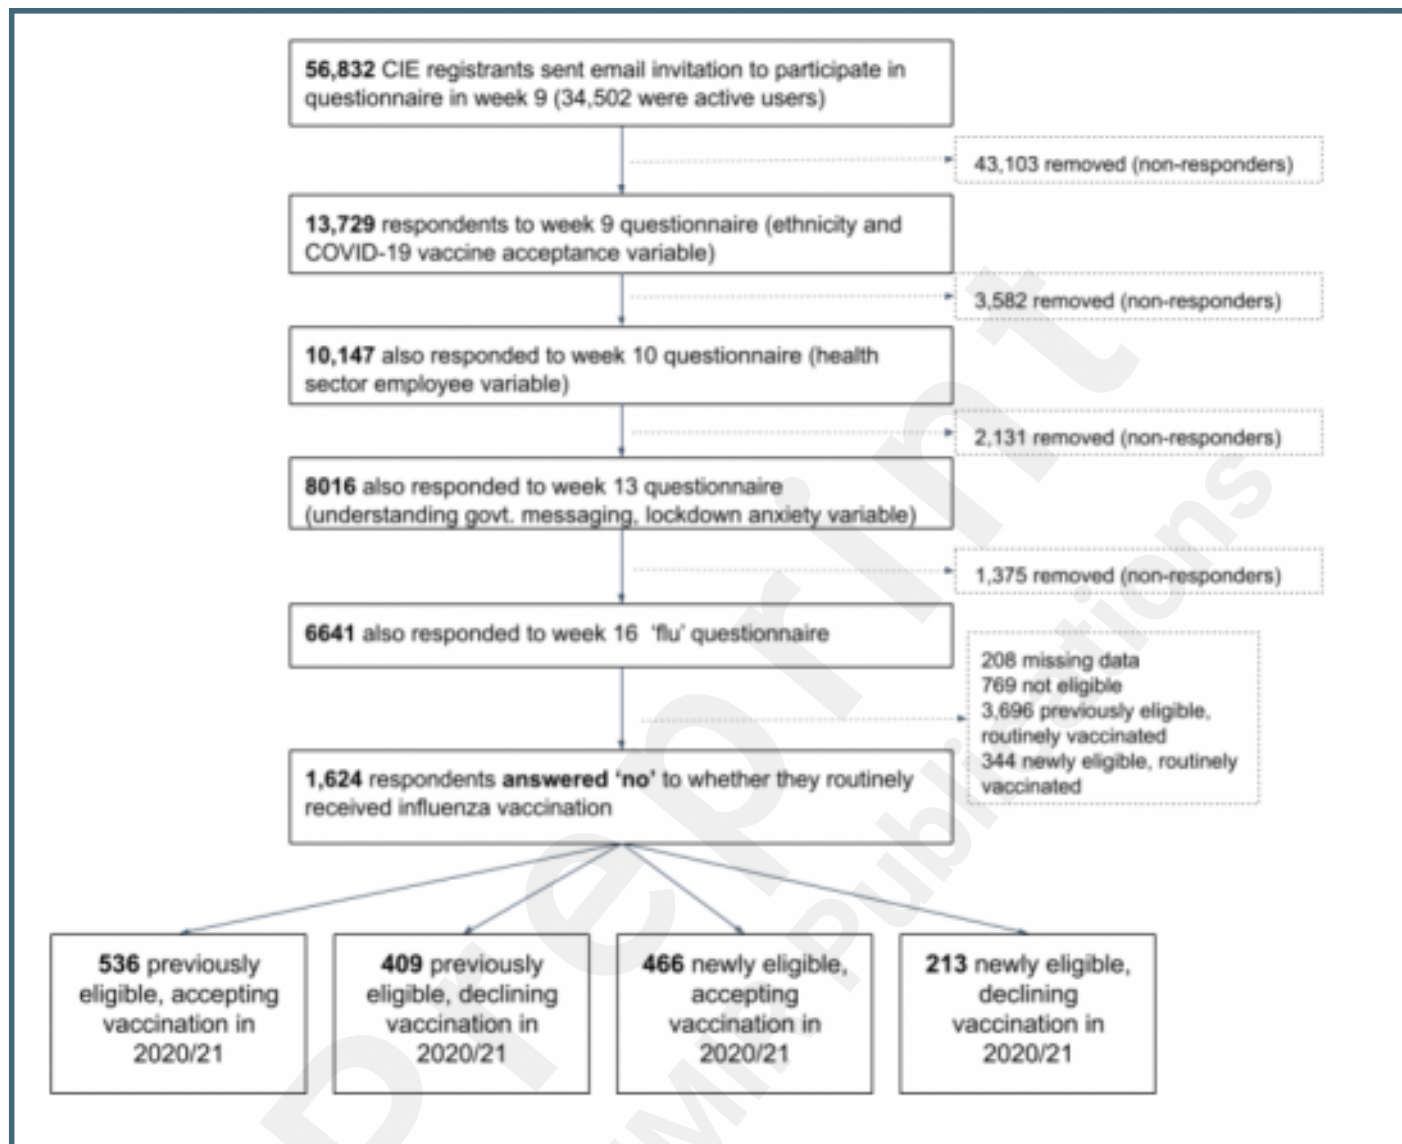 56,832 CIE registrants sent email invitation to participate in
questionnaire in week 9 (34,502 were active users)
43,103 removed (non-responders)
13,729 respondents to week 9 questionnaire (ethnicity and
COVID-19 vaccine acceptance variable)
3,582 removed (non-responders)
10,147 also responded to week 10 questionnaire (health
sector employee variable)
2,131 removed (non-responders)
8016 also responded to week 13 questionnaire
(understanding govt. messaging, lockdown anxiety variable)
1,375 removed (non-responders)
6641 also responded to week 16 ‘flu’ questionnaire
208 missing data
769 not eligible
3,696 previously eligible,
routinely vaccinated
344 newly eligible, routinely
vaccinated
1,624 respondents answered ‘no’ to whether they routinely
received influenza vaccination
536 previously
eligible, accepting
vaccination in
2020/21
409 previously
eligible, declining
vaccination in
2020/21
466 newly eligible,
accepting
vaccination in
2020/21
213 newly eligible,
declining
vaccination in
2020/21
Preprint
Publications